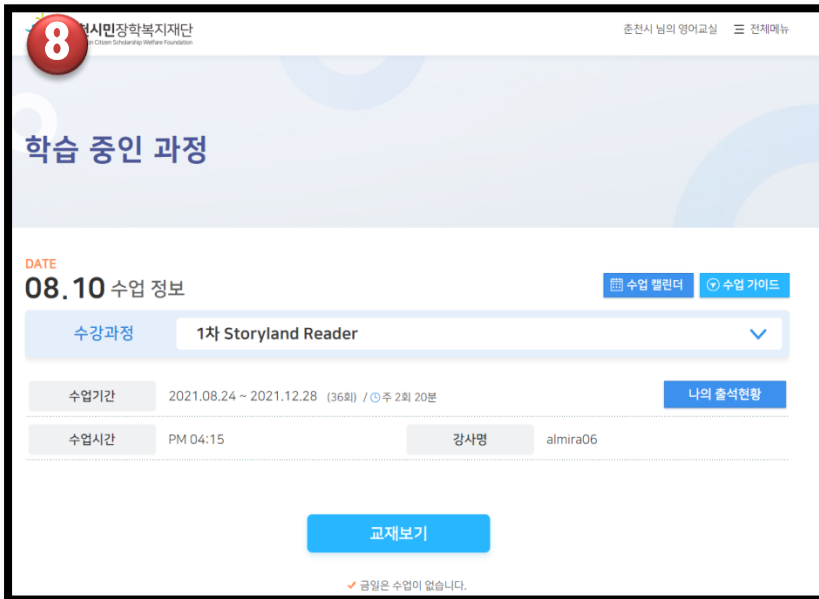 8
시민장학복지재단
Citizen Scholarship Welfare Foundation
춘천시 님의 영어교실 전체메뉴
학습 중인 과정
DATE
08.10 수업 정보
수업 캘린더 수업 가이드
수강과정 1차 Storyland Reader
수업기간 2021.08.24 ~ 2021.12.28 (36회) / 주 2회 20분 나의 출석현황
수업시간 PM 04:15 강사명 almira06
교재보기
금일은 수업이 없습니다.